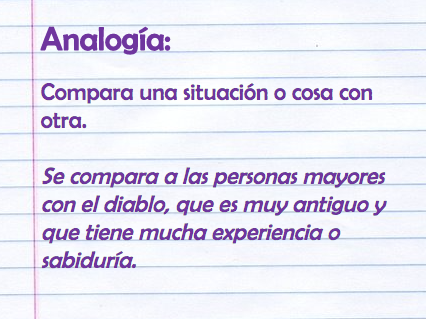 Analogía:
Compara una situación o cosa con
otra.
Se compara a las personas mayores
con el diablo, que es muy antiguo y
que tiene mucha experiencia o
sabiduría.